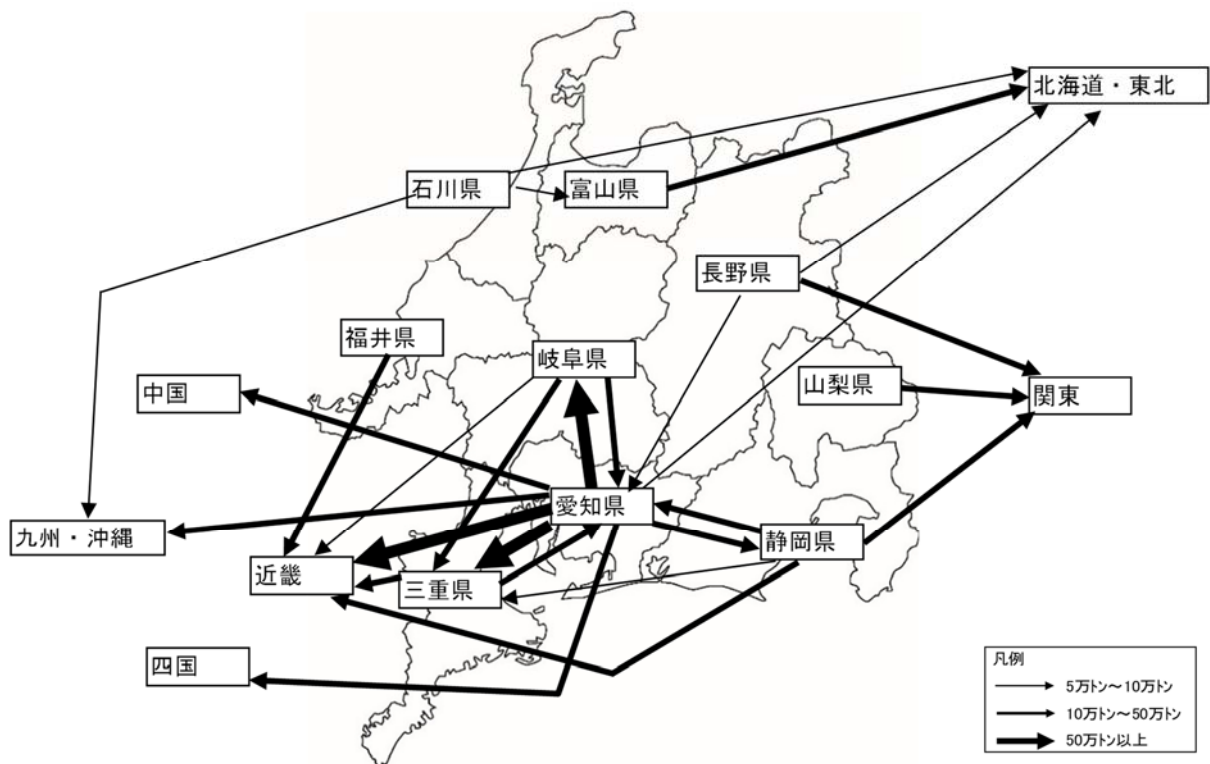 北海道・東北
石川県
富山県
長野県
福井県
岐阜県
山梨県
中国
関東
愛知県
九州・沖縄
静岡県
近畿
三重県
四国
凡例
5万トン～10万トン
10万トン～50万トン
50万トン以上